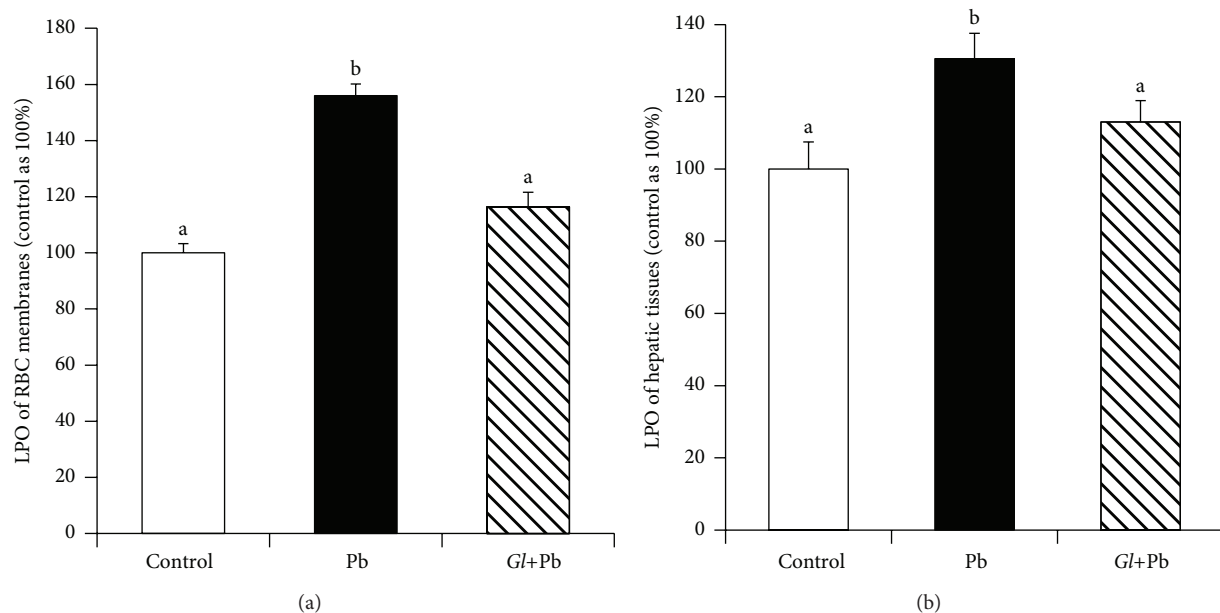 LPO of RBC membranes (control as 100%)
180
160
140
120
100
80
60
40
20
0
a
b
a
Control Pb Gl+Pb
(a)
LPO of hepatic tissues (control as 100%)
140
120
100
80
60
40
20
0
a
b
a
Control Pb Gl+Pb
(b)